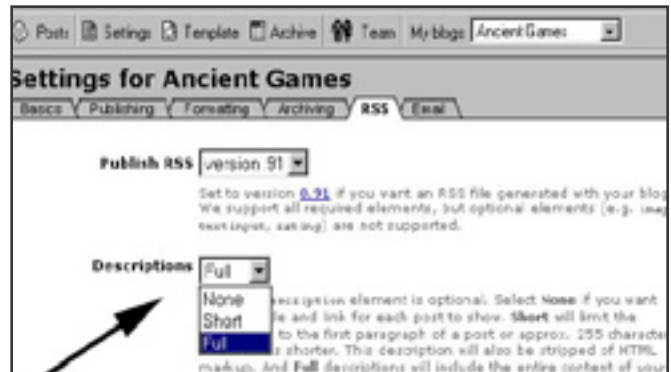 Posts Settings Template Archive Team My blogs Ancient Games
Settings for Ancient Games
Basics Publishing Formatting Archiving RSS Email
Publish RSS version .91
Set to version 0.91 if you want an RSS file generated with your blog
We support all required elements, but optional elements (e.g.
are not supported.
Descriptions Full
None
Short
Full
element is optional. Select None if you want
and link for each post to show. Short will limit the
to the first paragraph of a post or approx. 255
shorter. This description will also be stripped of HTML
markup. And Full descriptions will include the entire content of your